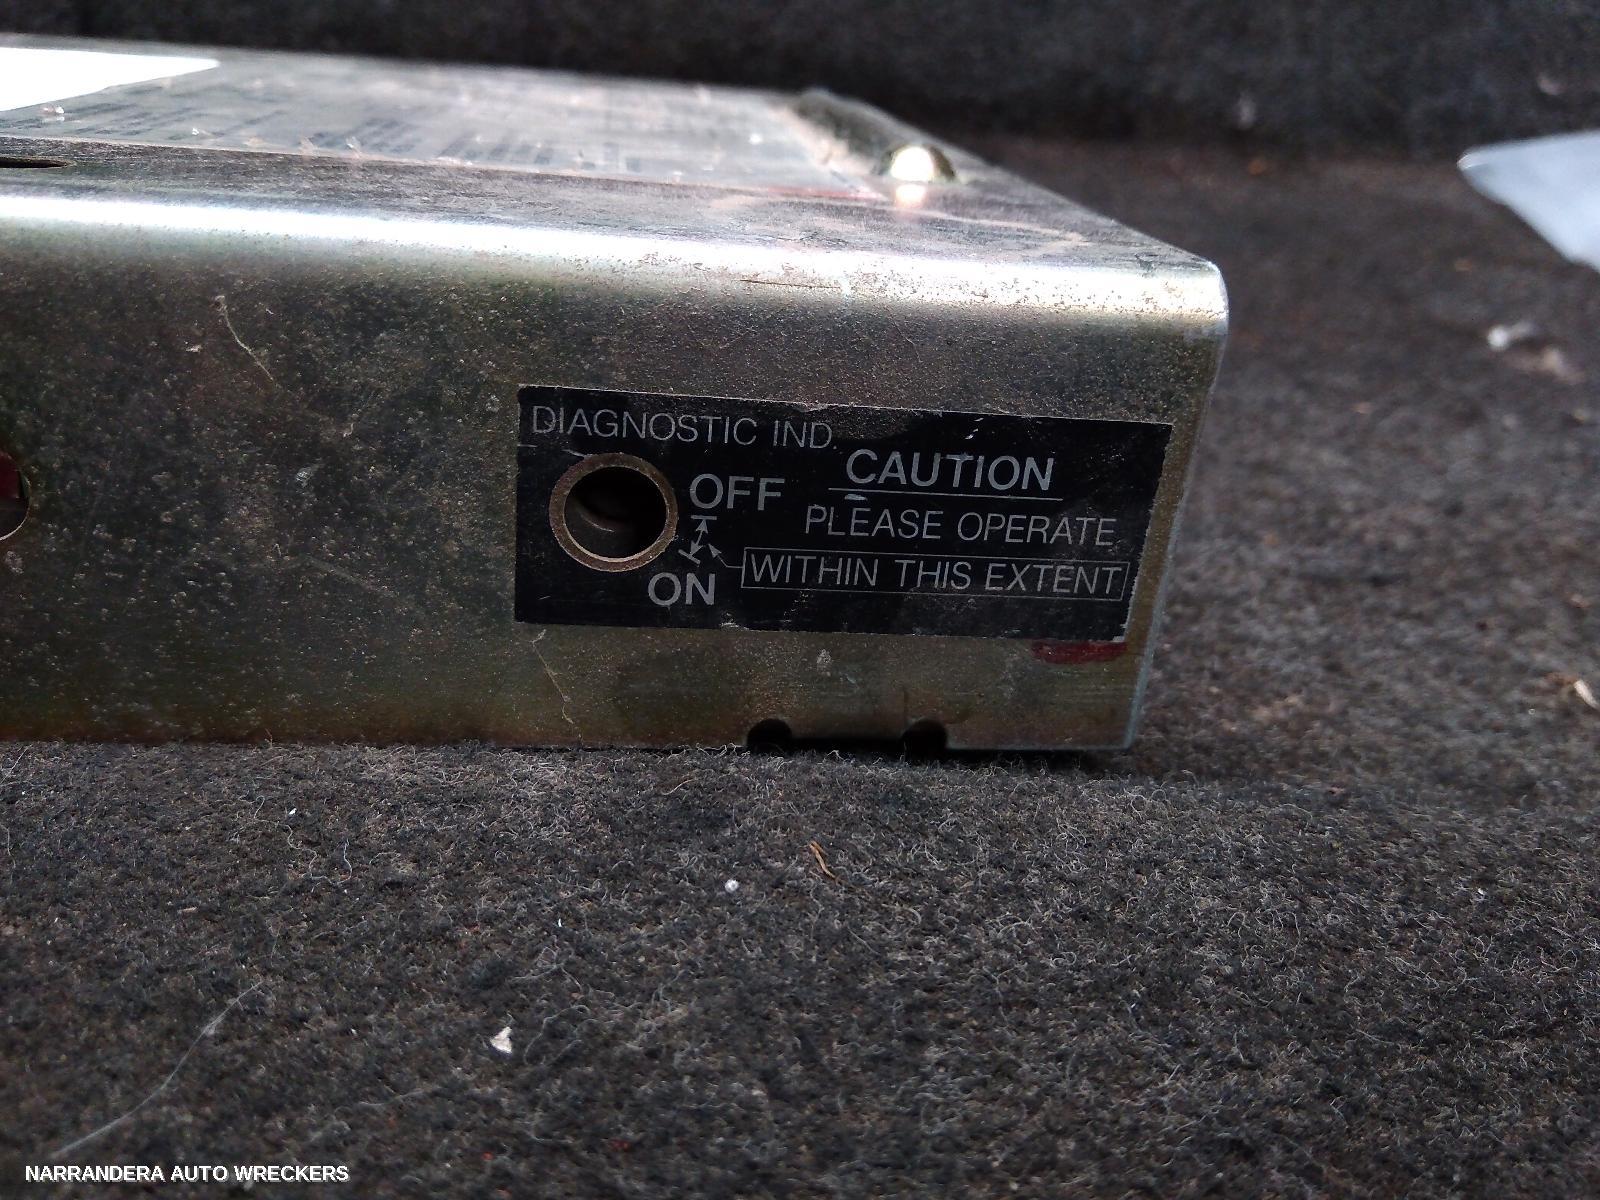 DIAGNOSTIC IND.
OFF
ON
CAUTION
PLEASE OPERATE
WITHIN THIS EXTENT
NARRANDERA AUTO WRECKERS